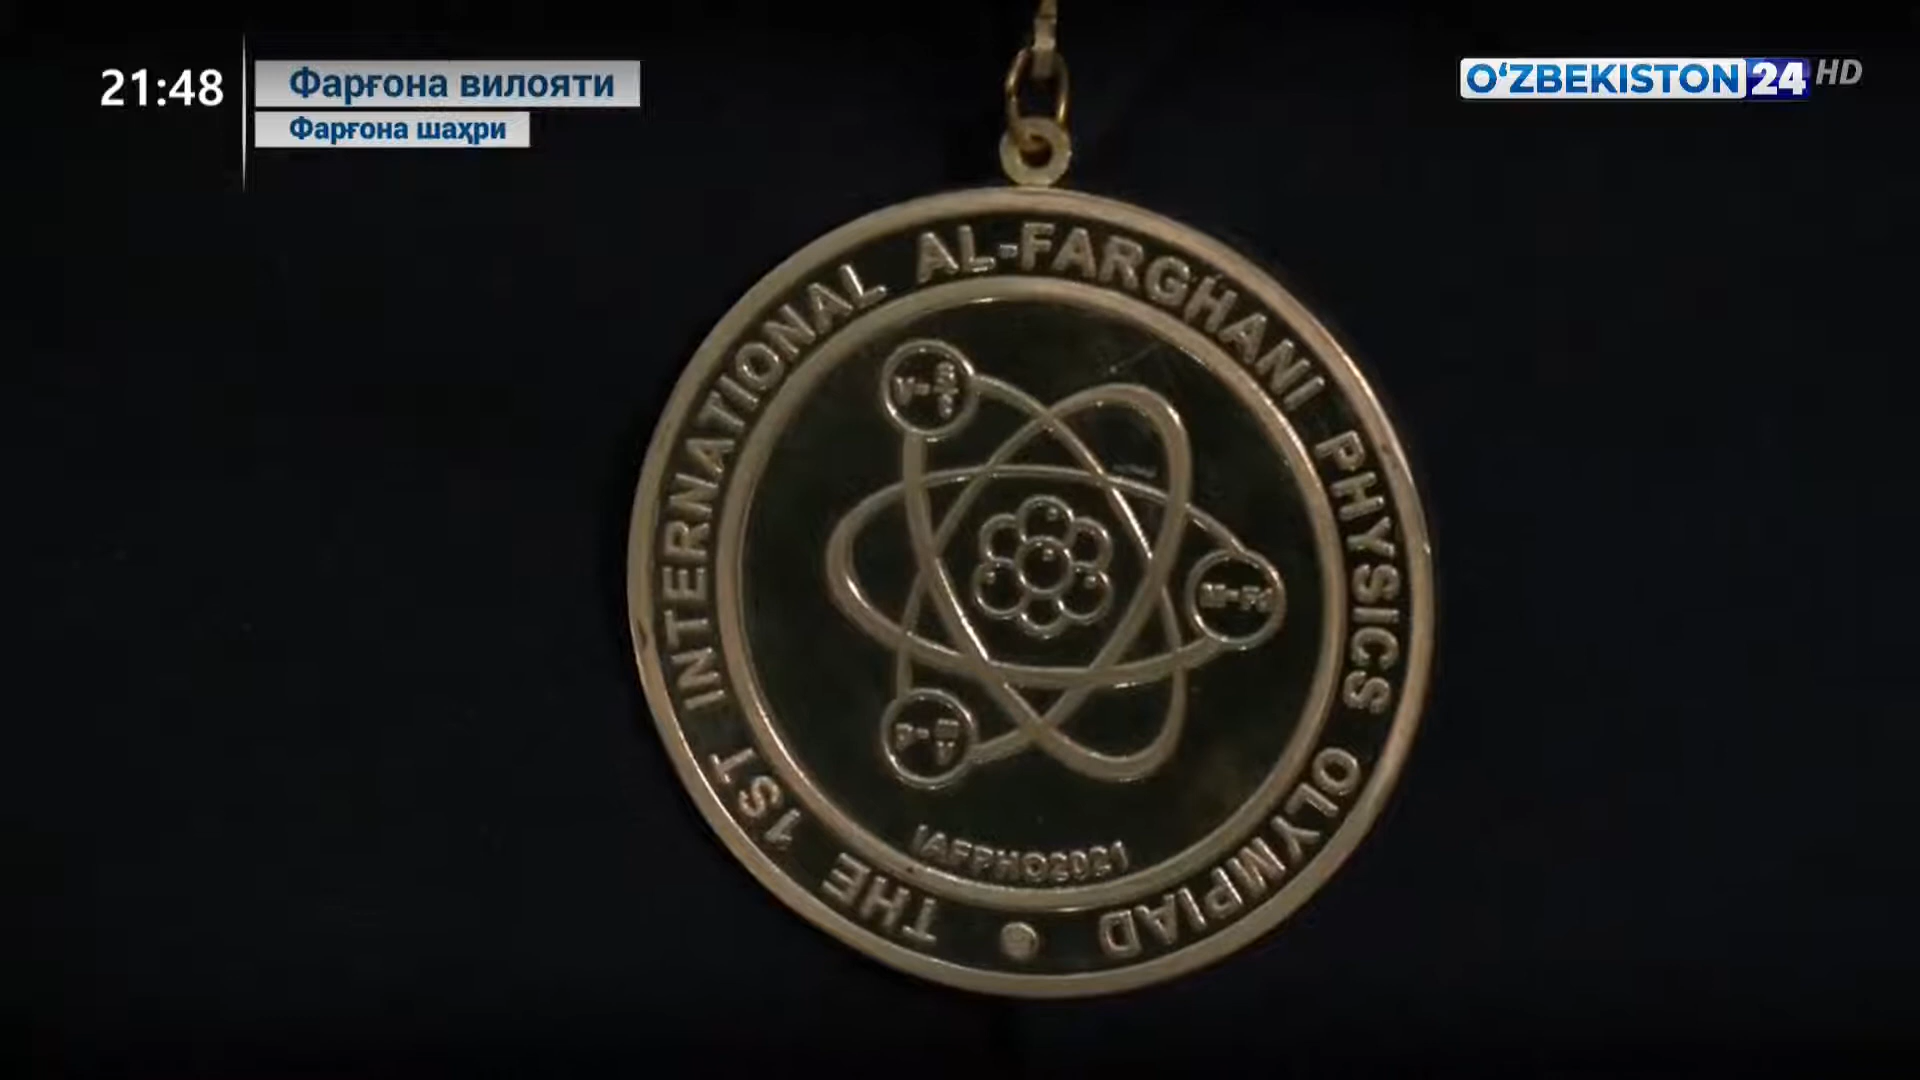 21:48
Фарғона вилояти
Фарғона шаҳри
O‘ZBEKISTON 24 HD
THE 1ST INTERNATIONAL AL-FARGHANI PHYSICS OLYMPIAD
IAFPHO2021